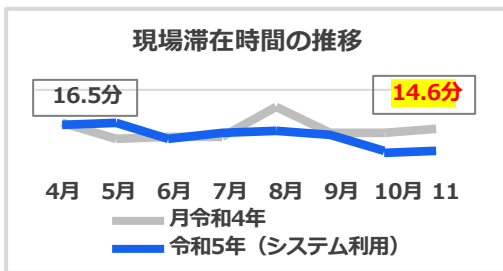 現場滞在時間の推移
16.5分
14.6分
4月 5月 6月 7月 8月 9月 10月 11
月令和4年
令和5年（システム利用）